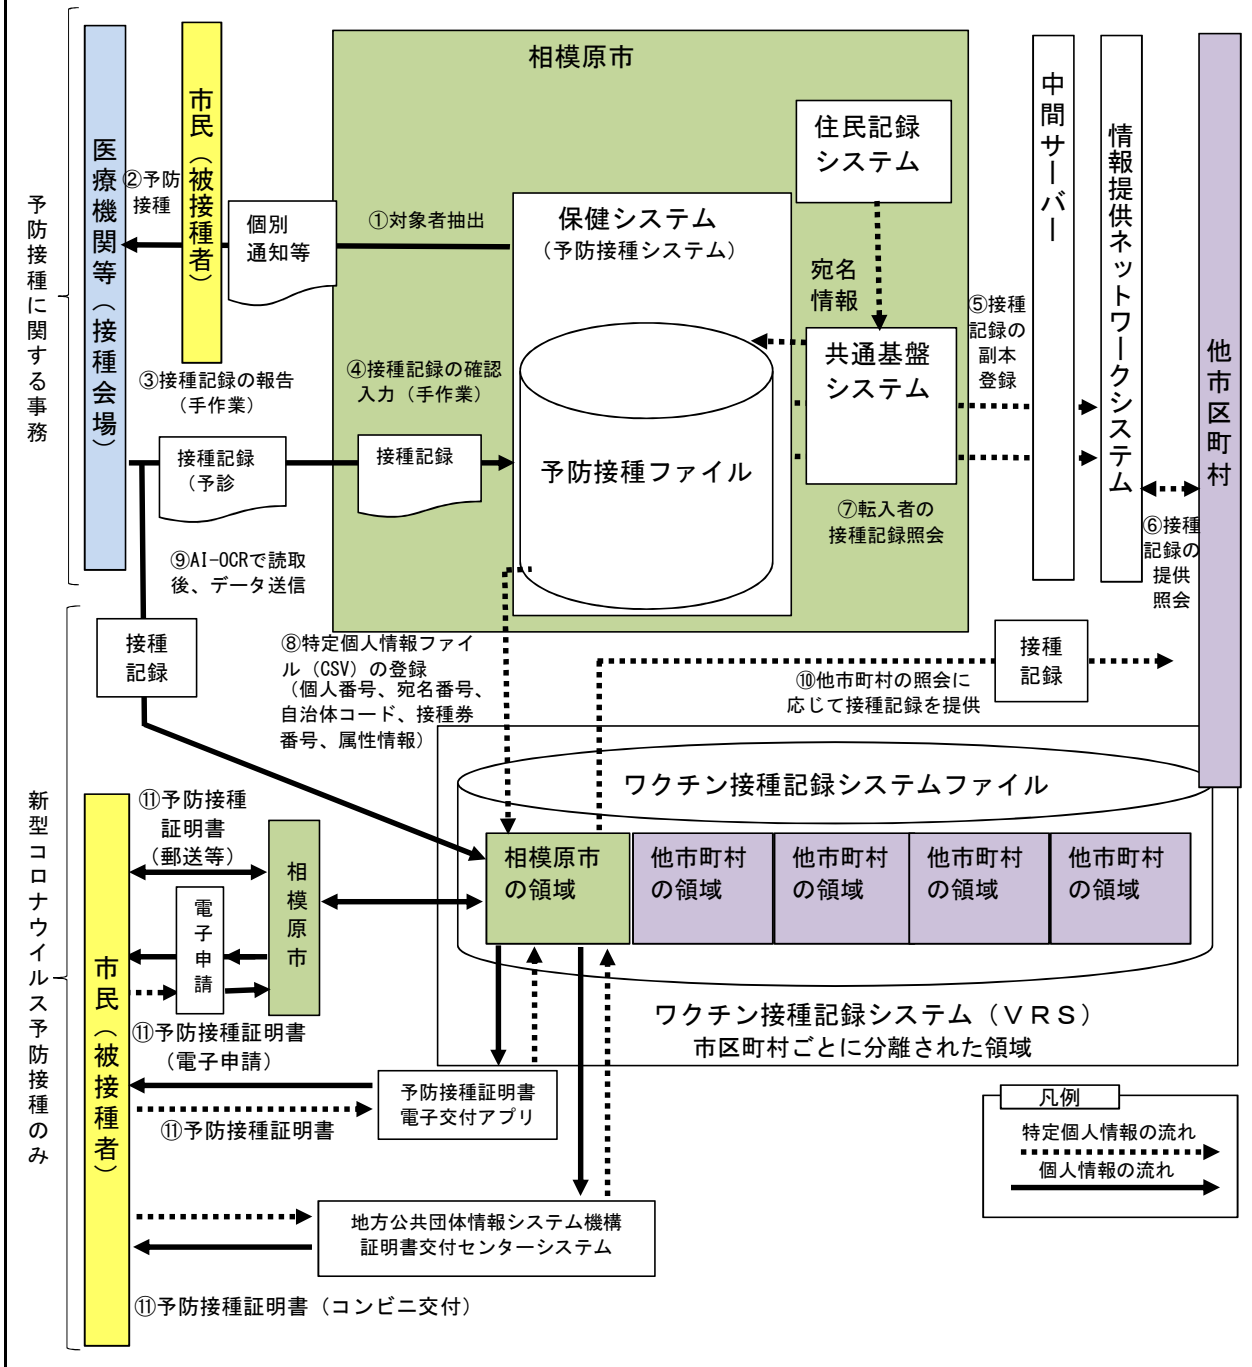 相模原市
予防接種に関する事務
医療機関等（接種会場）
市民（被接種者）
②予防
接種
個別
通知等
①対象者抽出
保健システム
（予防接種システム）
住民記録
システム
宛名
情報
共通基盤
システム
中間サーバー
情報提供ネットワークシステム
他市区町村
⑤接種
記録の
副本
登録
③接種記録の報告
（手作業）
④接種記録の確認
入力（手作業）
接種記録
（予診
接種記録
予防接種ファイル
⑦転入者の
接種記録照会
⑥接種
記録の
提供
照会
⑨AI-OCRで読取
後、データ送信
接種
記録
⑧特定個人情報ファイ
ル（CSV）の登録
（個人番号、宛名番号、
自治体コード、接種券
番号、属性情報）
接種
記録
⑩他市町村の照会に
応じて接種記録を提供
新型コロナウイルス予防接種のみ
市民（被接種者）
ワクチン接種記録システムファイル
相模原市
の領域
他市町村
の領域
他市町村
の領域
他市町村
の領域
他市町村
の領域
⑪予防接種
証明書
（郵送等）
相模原市
電子申請
⑪予防接種証明書
（電子申請）
ワクチン接種記録システム（ＶＲＳ）
市区町村ごとに分離された領域
予防接種証明書
電子交付アプリ
⑪予防接種証明書
凡例
特定個人情報の流れ
個人情報の流れ
地方公共団体情報システム機構
証明書交付センターシステム
⑪予防接種証明書（コンビニ交付）